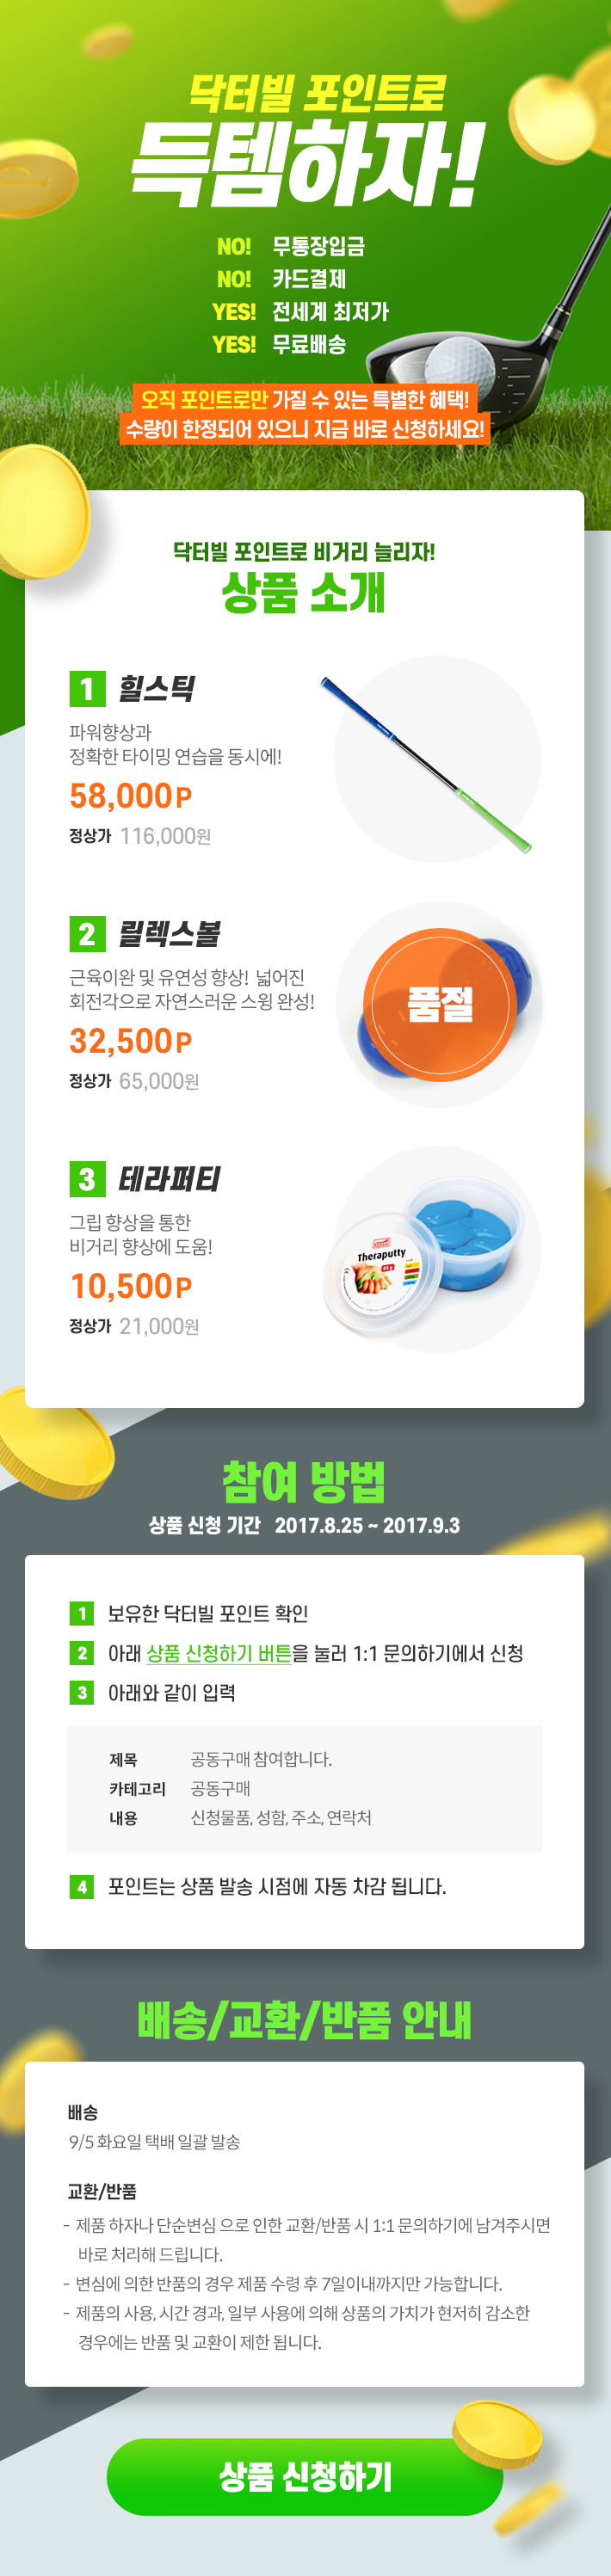 닥터빌 포인트로
득템하자!
NO! 무통장입금
NO! 카드결제
YES! 전세계 최저가
YES! 무료배송
오직 포인트로만 가질 수 있는 특별한 혜택!
수량이 한정되어 있으니 지금 바로 신청하세요!
닥터빌 포인트로 비거리 늘리자!
상품 소개
1 힐스틱
파워향상과
정확한 타이밍 연습을 동시에!
58,000P
정상가 116,000원
2 릴렉스볼
근육이완 및 유연성 향상! 넓어진
회전각으로 자연스러운 스윙 완성!
32,500P
정상가 65,000원
품절
3 테라퍼티
그립 향상을 통한
비거리 향상에 도움!
10,500P
정상가 21,000원
Theraputty
참여 방법
상품 신청 기간 2017.8.25 ~ 2017.9.3
1 보유한 닥터빌 포인트 확인
2 아래 상품 신청하기 버튼을 눌러 1:1 문의하기에서 신청
3 아래와 같이 입력
제목 공동구매 참여합니다.
카테고리 공동구매
내용 신청물품, 성함, 주소, 연락처
4 포인트는 상품 발송 시점에 자동 차감 됩니다.
배송/교환/반품 안내
배송
9/5 화요일 택배 일괄 발송
교환/반품
- 제품 하자나 단순변심 으로 인한 교환/반품 시 1:1 문의하기에 남겨주시면
바로 처리해 드립니다.
- 변심에 의한 반품의 경우 제품 수령 후 7일이내까지만 가능합니다.
- 제품의 사용, 시간 경과, 일부 사용에 의해 상품의 가치가 현저히 감소한
경우에는 반품 및 교환이 제한 됩니다.
상품 신청하기